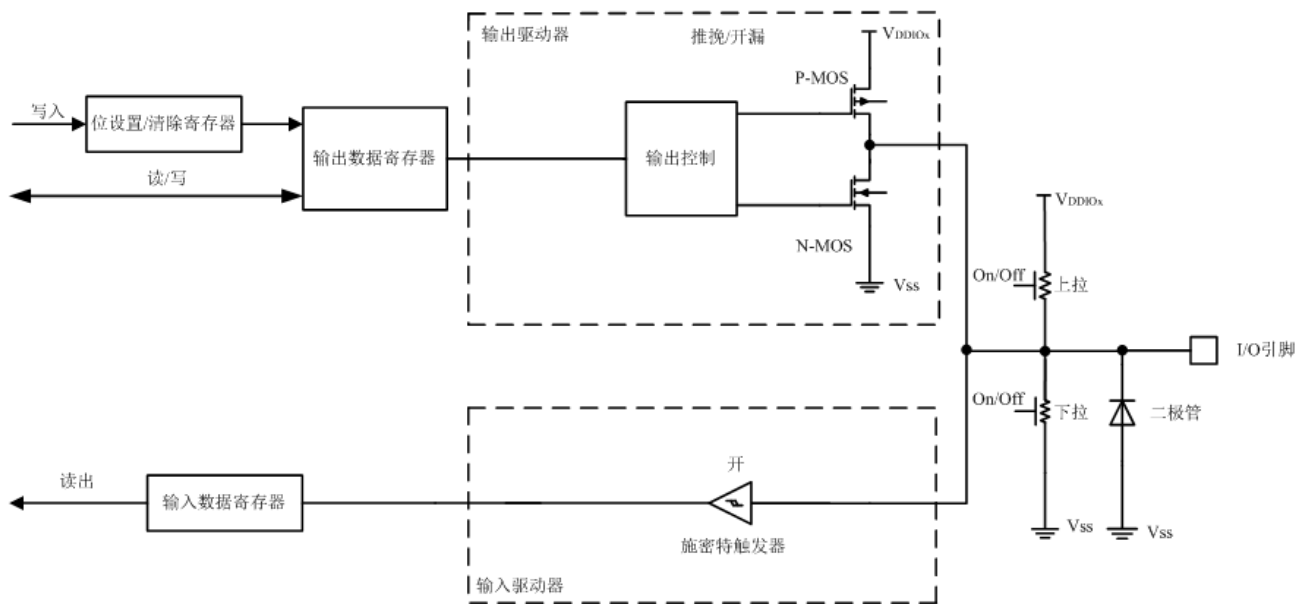 输出驱动器
推挽/开漏
VDDIOx
P-MOS
写入
位设置/清除寄存器
输出数据寄存器
输出控制
读/写
N-MOS
Vss
VDDIOx
On/Off
上拉
I/O引脚
On/Off
下拉
二极管
开
读出
输入数据寄存器
施密特触发器
Vss
Vss
输入驱动器